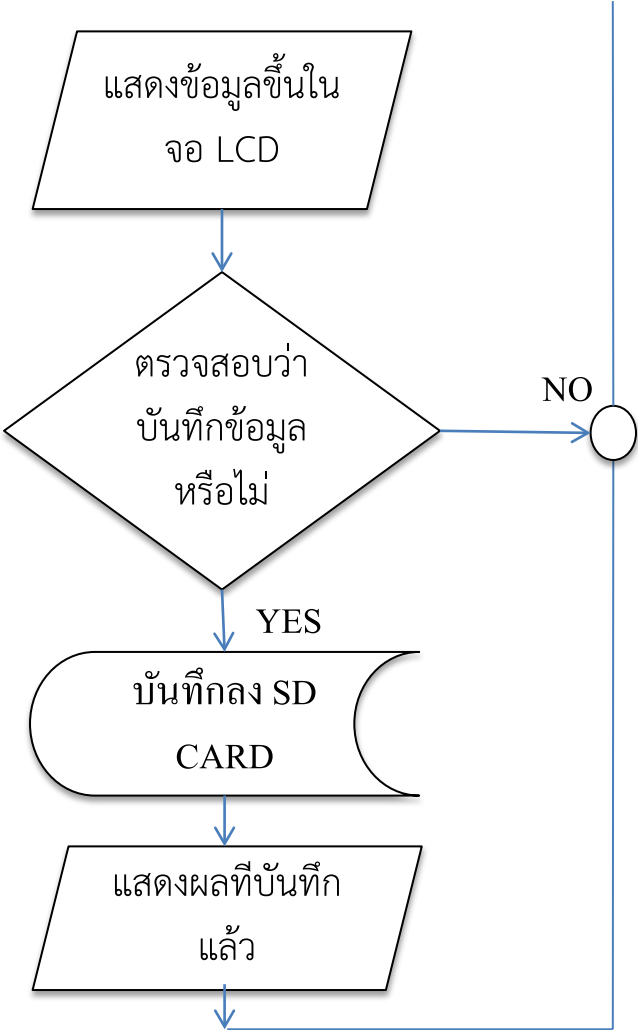 แสดงข้อมูลขึ้นใน
จอ LCD
ตรวจสอบว่า
บันทึกข้อมูล
หรือไม่
NO
YES
บันทึกลง SD
CARD
แสดงผลทีบันทึก
แล้ว